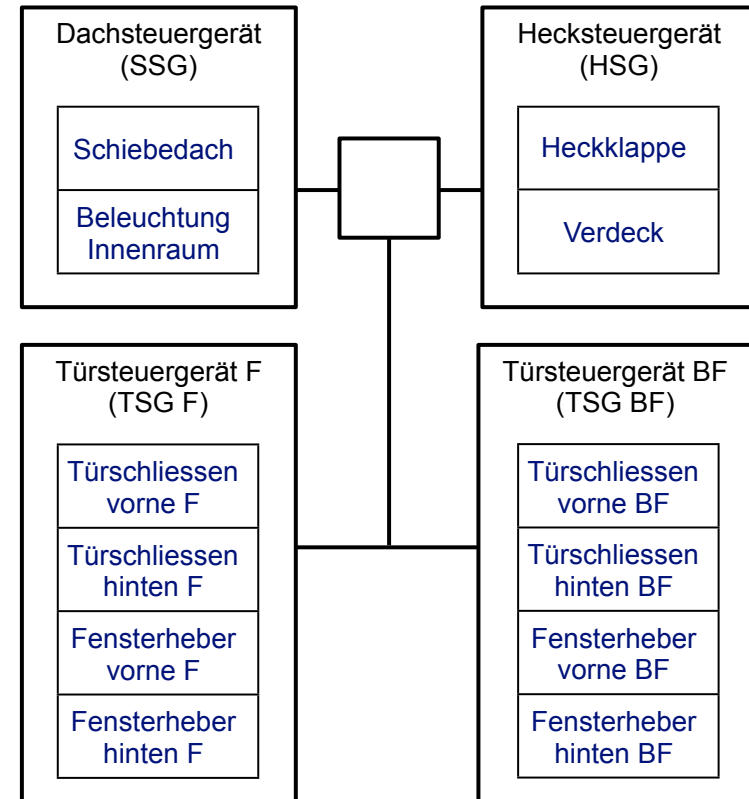 Dachsteuergerät
(SSG)
Schiebedach
Beleuchtung
Innenraum
Hecksteuergerät
(HSG)
Heckklappe
Verdeck
Türsteuergerät F
(TSG F)
Türschliessen
vorne F
Türschliessen
hinten F
Fensterheber
vorne F
Fensterheber
hinten F
Türsteuergerät BF
(TSG BF)
Türschliessen
vorne BF
Türschliessen
hinten BF
Fensterheber
vorne BF
Fensterheber
hinten BF